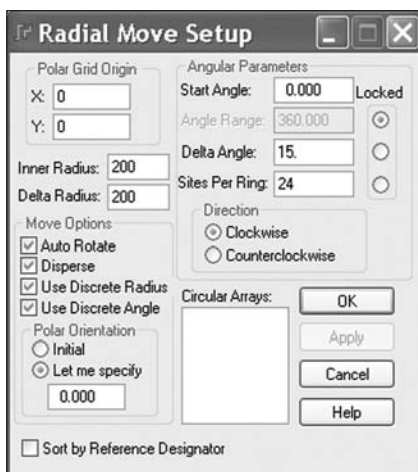 Radial Move Setup
Polar Grid Origin
X: 0
Y: 0
Inner Radius: 200
Delta Radius: 200
Move Options
Auto Rotate
Disperse
Use Discrete Radius
Use Discrete Angle
Polar Orientation
Initial
Let me specify
0.000
Sort by Reference Designator
Angular Parameters
Start Angle: 0.000 Locked
Angle Range: 360.000
Delta Angle: 15.
Sites Per Ring: 24
Direction
Clockwise
Counterclockwise
Circular Arrays:
OK
Apply
Cancel
Help